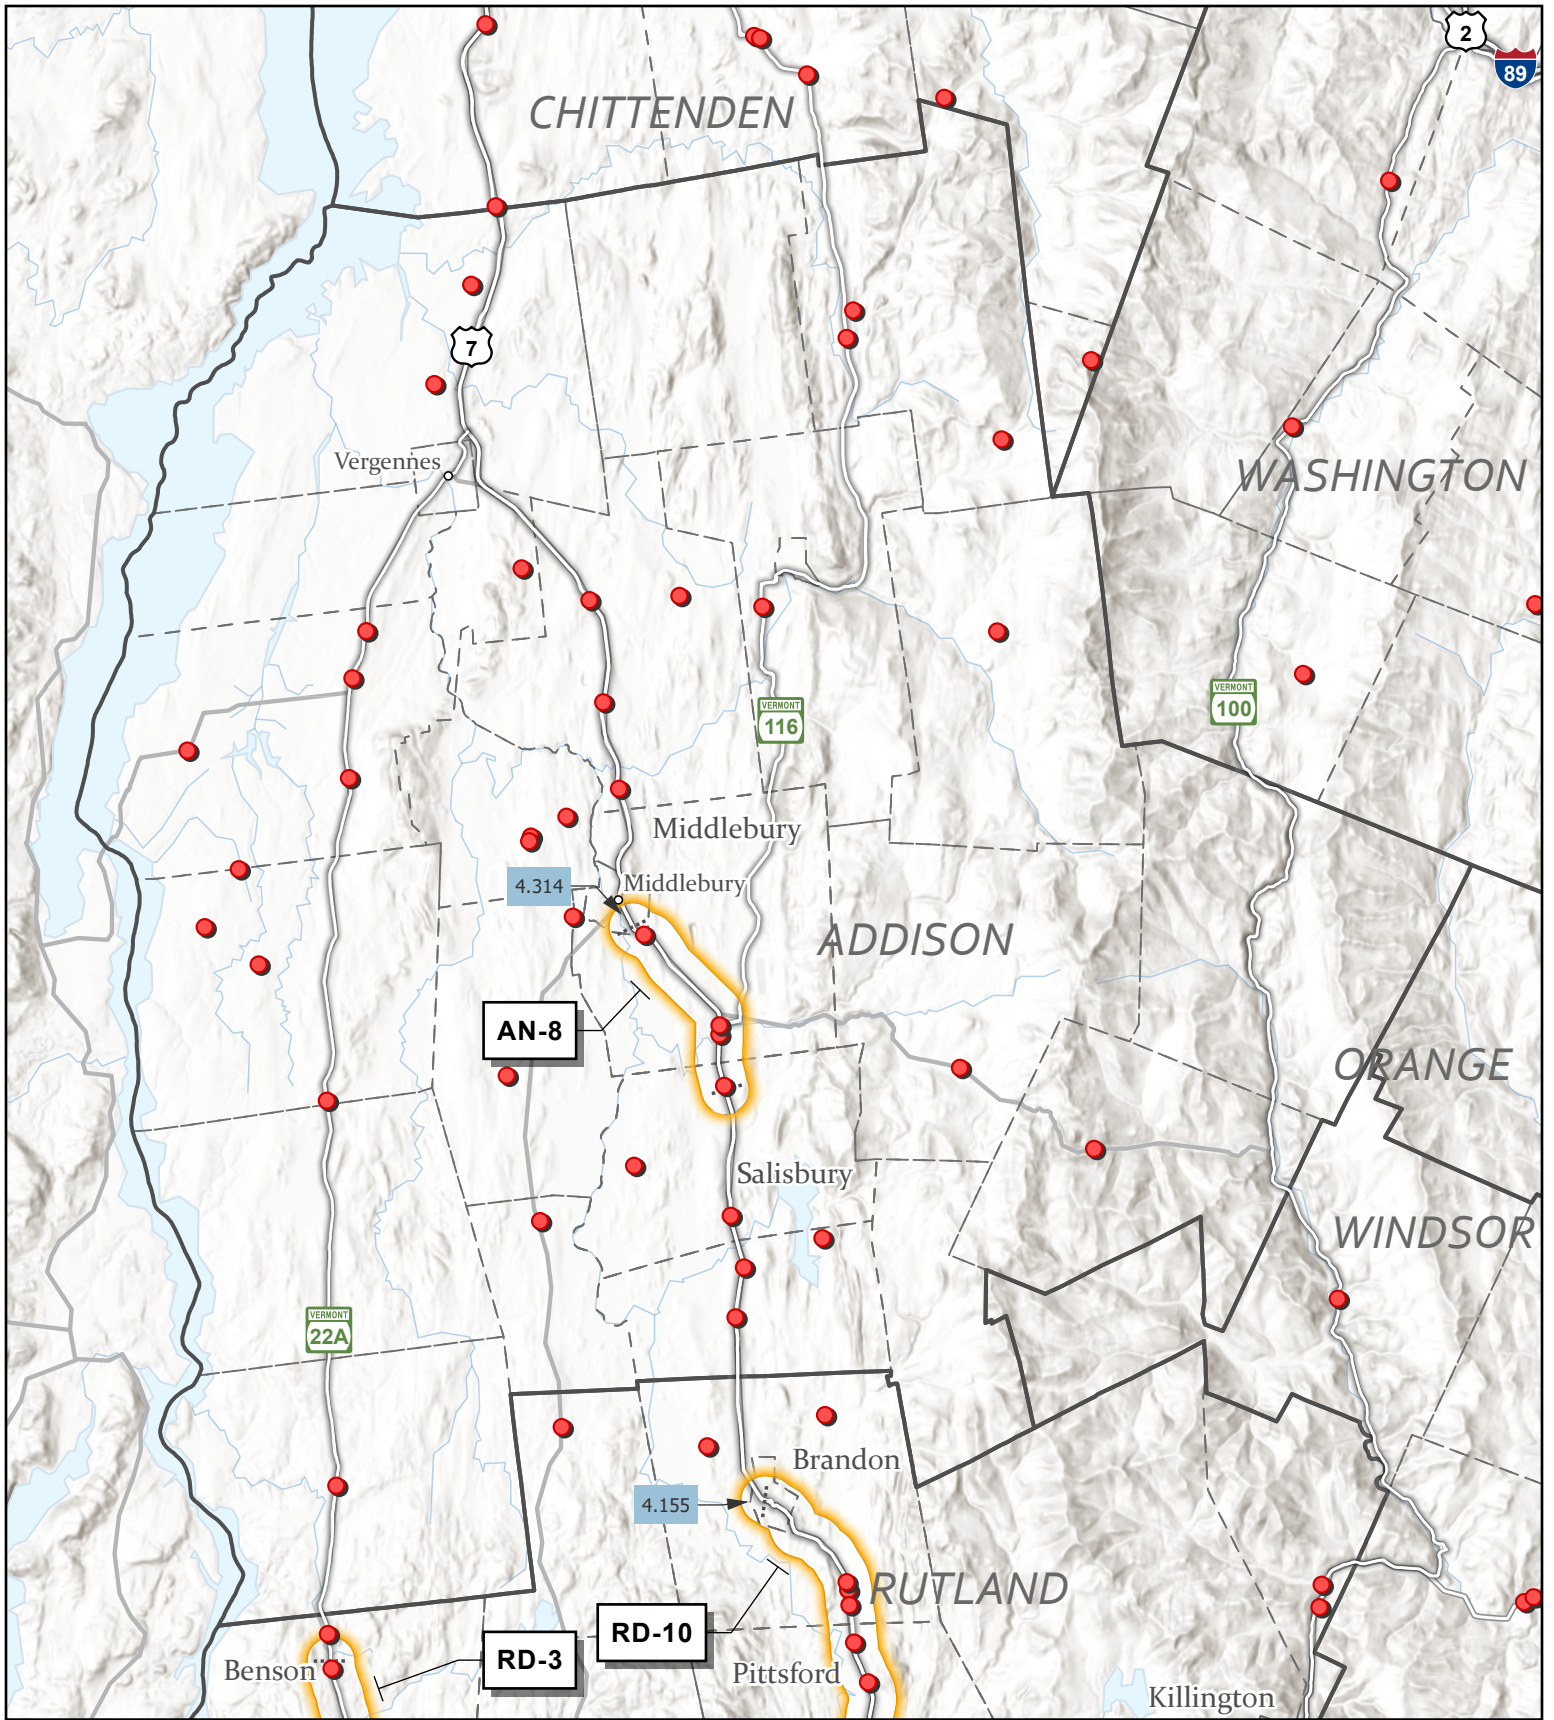 2
89
CHITTENDEN
7
Vergennes
WASHINGTON
VERMONT
100
VERMONT
116
Middlebury
4.314
Middlebury
ADDISON
AN-8
ORANGE
Salisbury
WINDSOR
VERMONT
22A
Brandon
4.155
RUTLAND
RD-10
RD-3
Benson
Pittsford
Killington